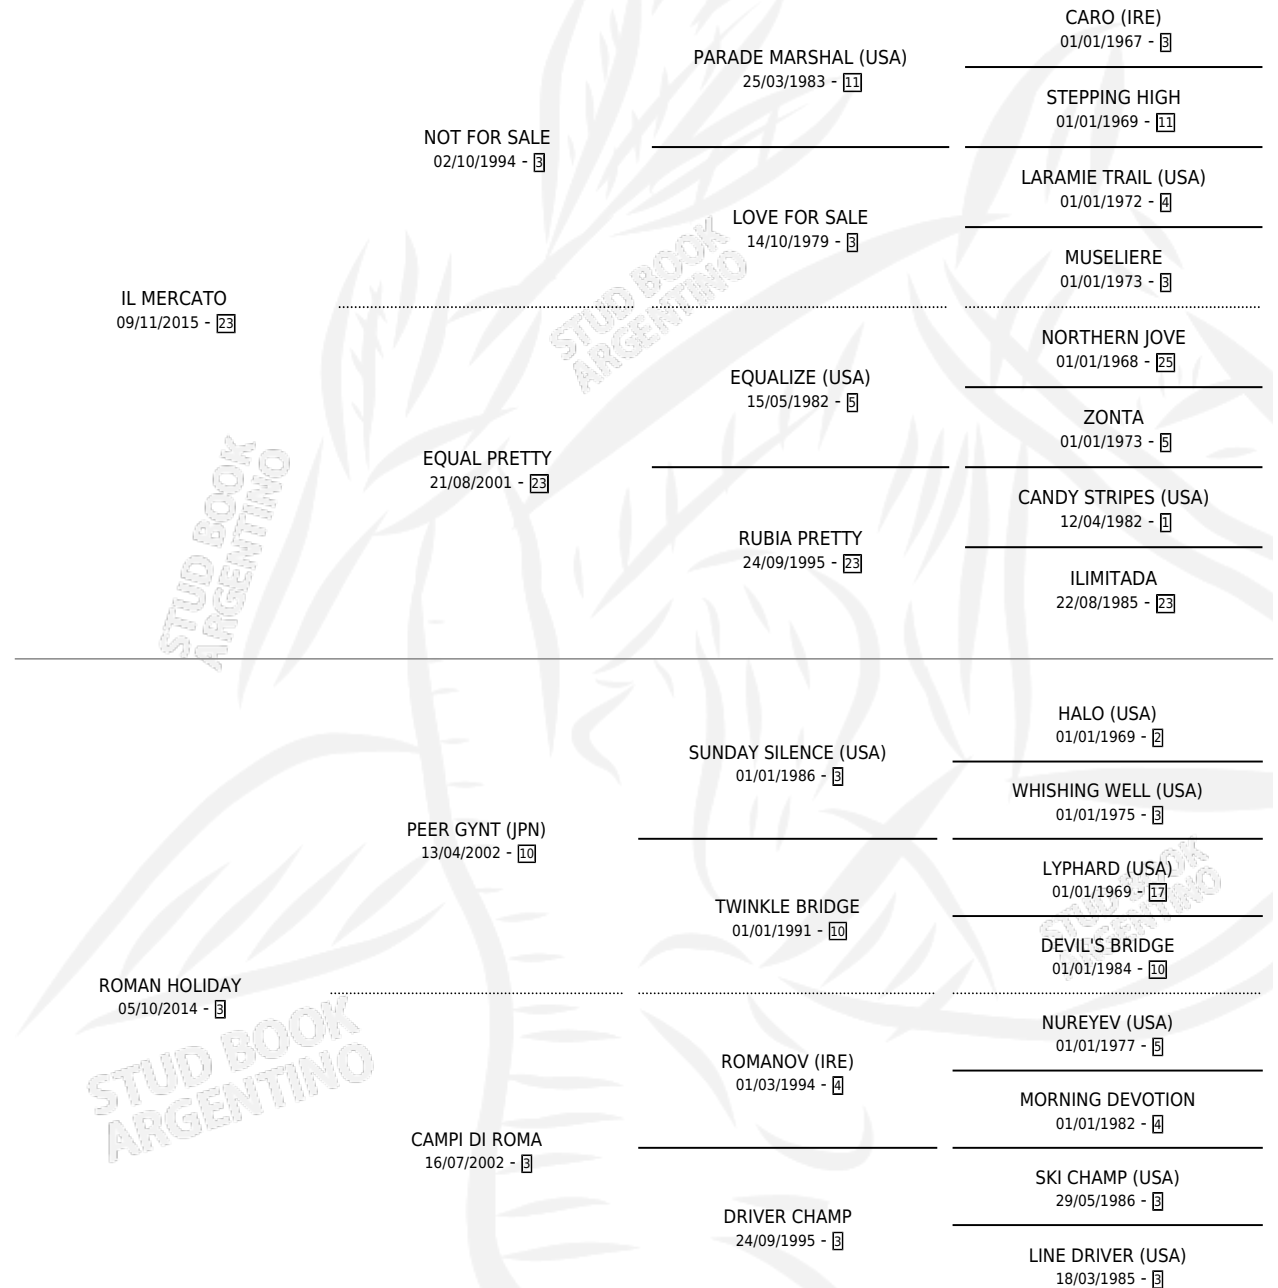 CARO (IRE)
01/01/1967 - 3
PARADE MARSHAL (USA)
25/03/1983 - 11
STEPPING HIGH
01/01/1969 - 11
NOT FOR SALE
02/10/1994 - 3
LARAMIE TRAIL (USA)
01/01/1972 - 4
LOVE FOR SALE
14/10/1979 - 3
MUSELIERE
01/01/1973 - 3
IL MERCATO
09/11/2015 - 23
NORTHERN JOVE
01/01/1968 - 25
EQUALIZE (USA)
15/05/1982 - 5
ZONTA
01/01/1973 - 5
EQUAL PRETTY
21/08/2001 - 23
CANDY STRIPES (USA)
12/04/1982 - 1
RUBIA PRETTY
24/09/1995 - 23
ILIMITADA
22/08/1985 - 23
HALO (USA)
01/01/1969 - 2
SUNDAY SILENCE (USA)
01/01/1986 - 3
WHISHING WELL (USA)
01/01/1975 - 3
PEER GYNT (JPN)
13/04/2002 - 10
LYPHARD (USA)
01/01/1969 - 17
TWINKLE BRIDGE
01/01/1991 - 10
DEVIL'S BRIDGE
01/01/1984 - 10
ROMAN HOLIDAY
05/10/2014 - 3
NUREYEV (USA)
01/01/1977 - 5
ROMANOV (IRE)
01/03/1994 - 4
MORNING DEVOTION
01/01/1982 - 4
CAMPI DI ROMA
16/07/2002 - 3
SKI CHAMP (USA)
29/05/1986 - 3
DRIVER CHAMP
24/09/1995 - 3
LINE DRIVER (USA)
18/03/1985 - 3
STUD BOOK
ARGENTINO
STUD BOOK
ARGENTINO
STUD BOOK
ARGENTINO
STUD BOOK
ARGENTINO